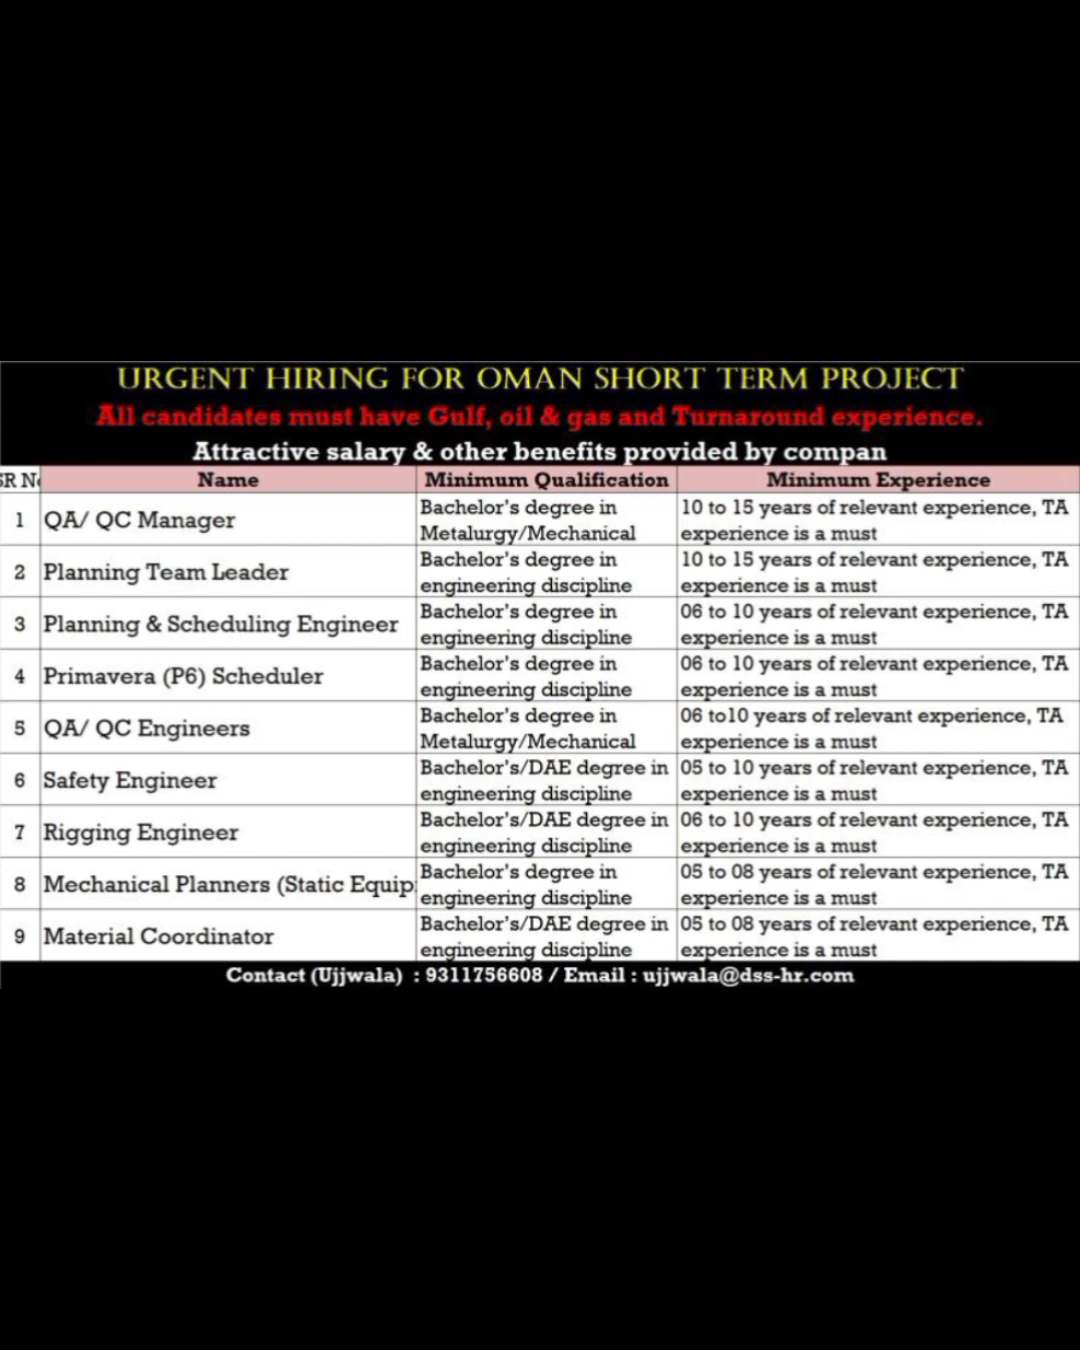 URGENT HIRING FOR OMAN SHORT TERM PROJECT
All candidates must have Gulf, oil & gas and Turnaround experience.
Attractive salary & other benefits provided by compan
SR No Name Minimum Qualification Minimum Experience
1 QA/ QC Manager Bachelor's degree in Metalurgy/Mechanical 10 to 15 years of relevant experience, TA experience is a must
2 Planning Team Leader Bachelor's degree in engineering discipline 10 to 15 years of relevant experience, TA experience is a must
3 Planning & Scheduling Engineer Bachelor's degree in engineering discipline 06 to 10 years of relevant experience, TA experience is a must
4 Primavera (P6) Scheduler Bachelor's degree in engineering discipline 06 to 10 years of relevant experience, TA experience is a must
5 QA/ QC Engineers Bachelor's degree in Metalurgy/Mechanical 06 to10 years of relevant experience, TA experience is a must
6 Safety Engineer Bachelor's/DAE degree in engineering discipline 05 to 10 years of relevant experience, TA experience is a must
7 Rigging Engineer Bachelor's/DAE degree in engineering discipline 06 to 10 years of relevant experience, TA experience is a must
8 Mechanical Planners (Static Equip Bachelor's degree in engineering discipline 05 to 08 years of relevant experience, TA experience is a must
9 Material Coordinator Bachelor's/DAE degree in engineering discipline 05 to 08 years of relevant experience, TA experience is a must
Contact (Ujjwala) : 9311756608 / Email : ujjwala@dss-hr.com